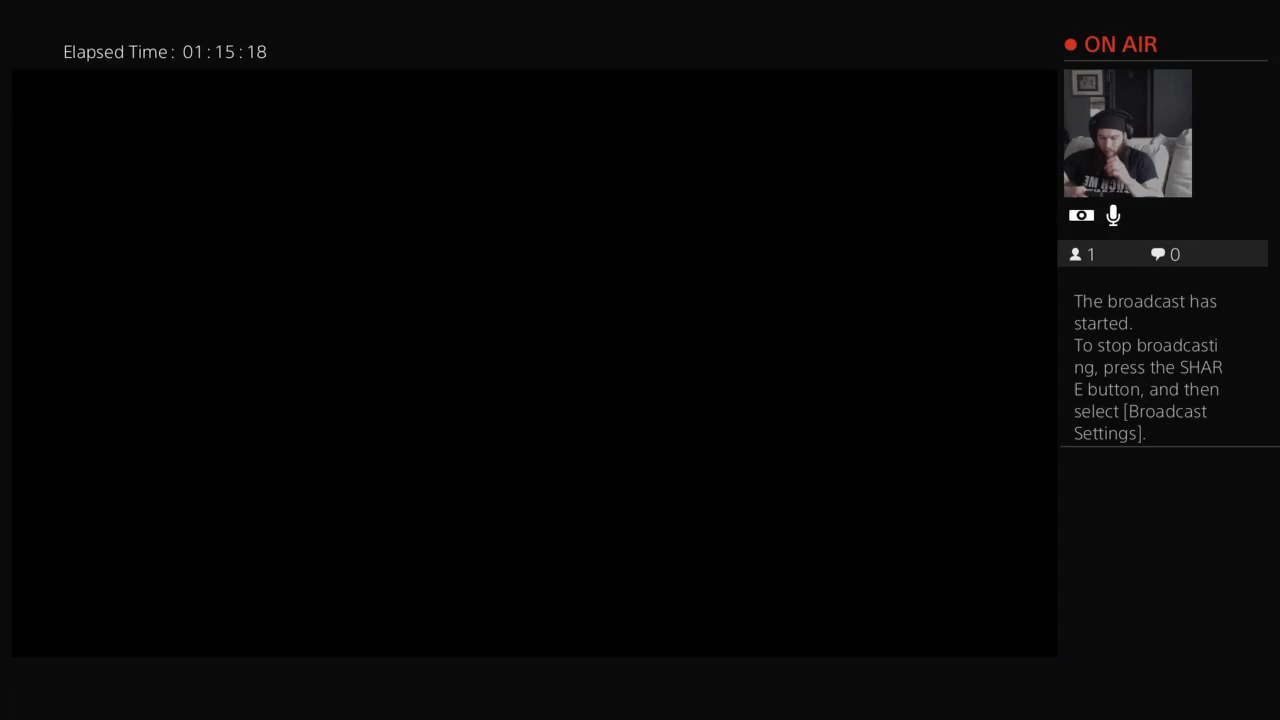 Elapsed Time: 01:15:18
ON AIR
1 0
The broadcast has
started.
To stop broadcasti
ng, press the SHAR
E button, and then
select [Broadcast
Settings].